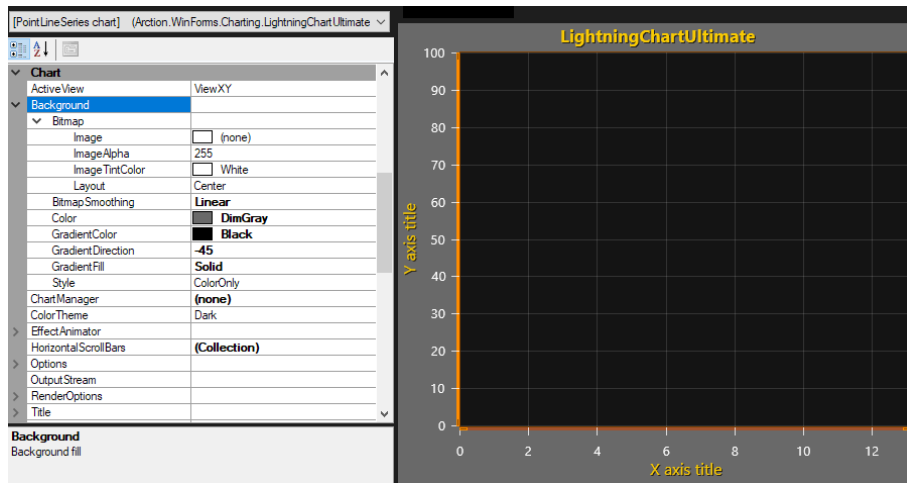 [PointLineSeries chart] (Arction.WinForms.Charting.LightningChartUltimate
Chart
ActiveView ViewXY
Background
Bitmap
Image (none)
ImageAlpha 255
ImageTintColor White
Layout Center
BitmapSmoothing Linear
Color DimGray
GradientColor Black
GradientDirection -45
GradientFill Solid
Style ColorOnly
ChartManager (none)
ColorTheme Dark
EffectAnimator
HorizontalScrollBars (Collection)
Options
OutputStream
RenderOptions
Title
Background
Background fill
LightningChartUltimate
100
90
80
70
60
50
40
30
20
10
0
Y axis title
0 2 4 6 8 10 12
X axis title